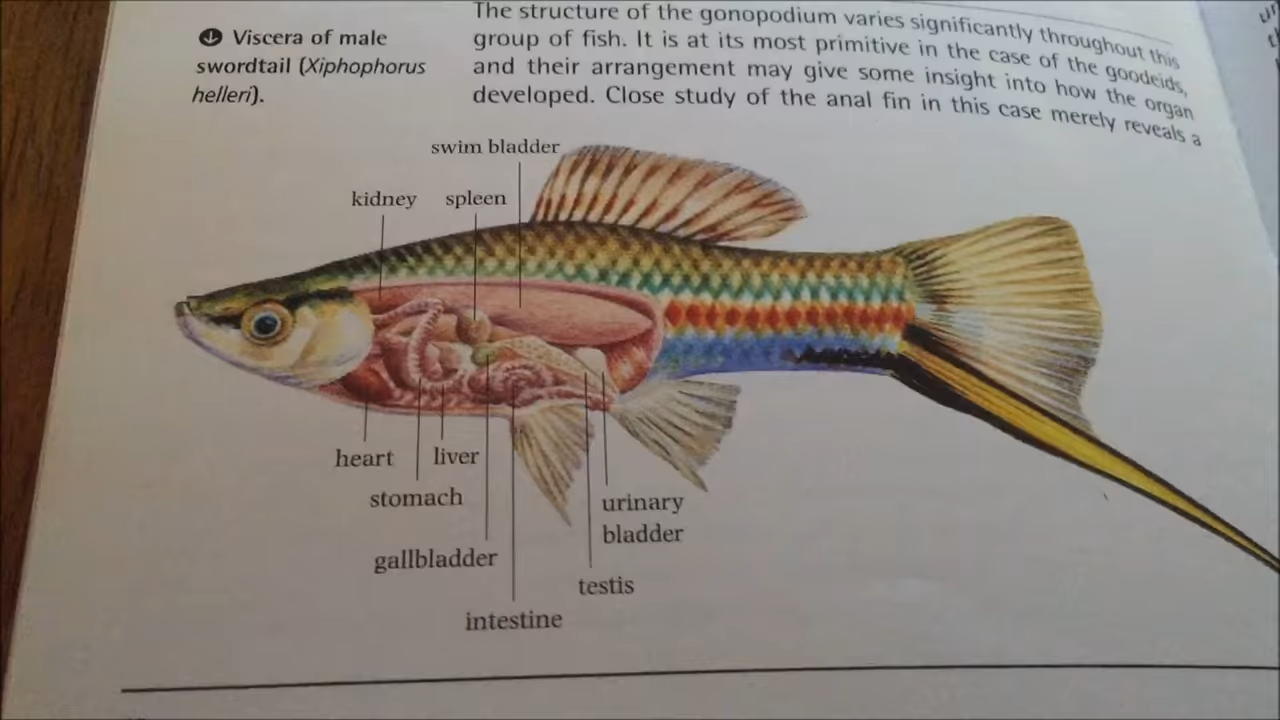 Viscera of male
swordtail (Xiphophorus
helleri).
The structure of the gonopodium varies significantly throughout this
group of fish. It is at its most primitive in the case of the goodeids,
and their arrangement may give some insight into how the organ
developed. Close study of the anal fin in this case merely reveals a
swim bladder
kidney
spleen
heart
liver
stomach
urinary
bladder
gallbladder
testis
intestine